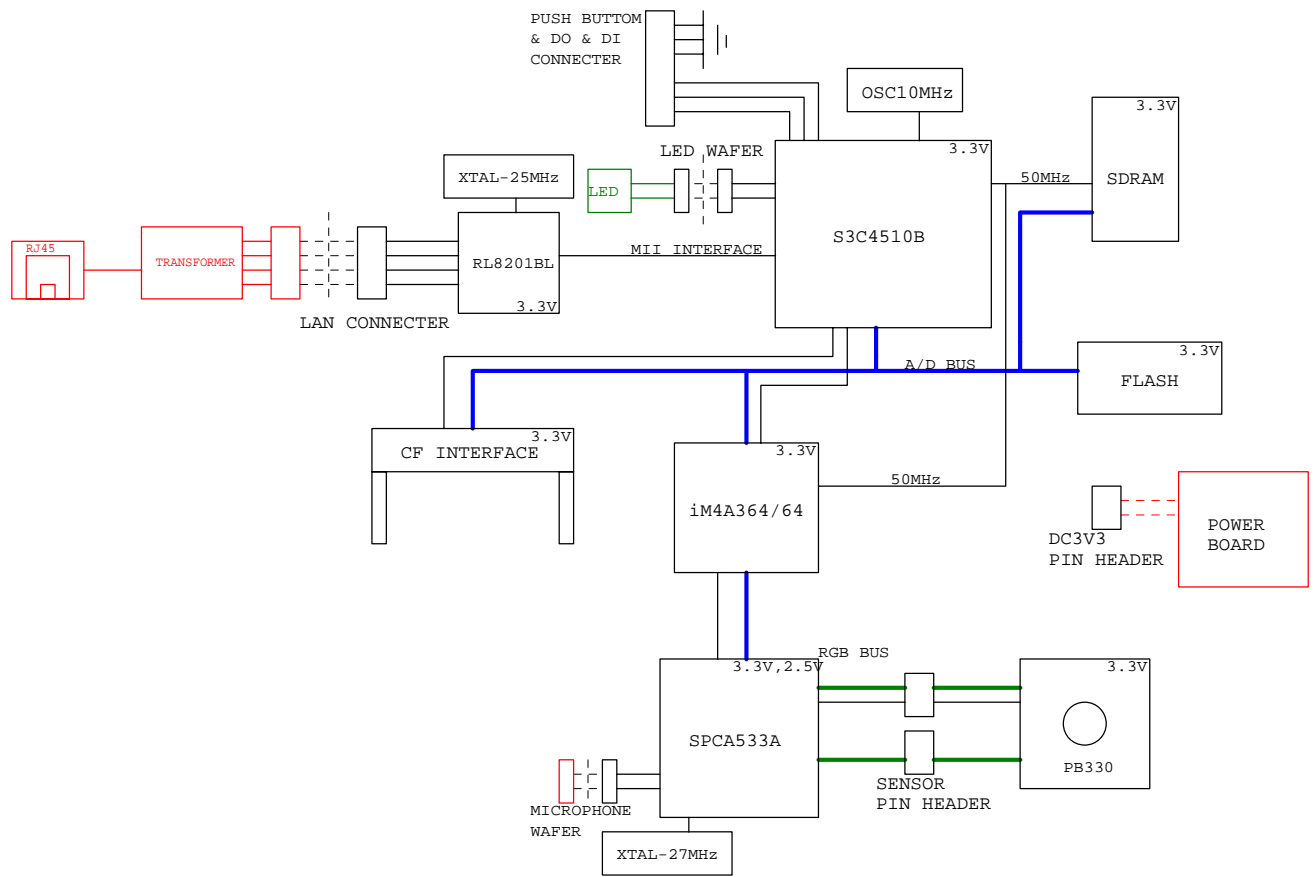 PUSH BUTTOM
& DO & DI
CONNECTER
OSC10MHz
3.3V
LED WAFER
3.3V
XTAL-25MHz
LED
50MHz
SDRAM
S3C4510B
RJ45
TRANSFORMER
MII INTERFACE
RL8201BL
3.3V
LAN CONNECTER
3.3V
A/D BUS
FLASH
3.3V
CF INTERFACE
3.3V
50MHz
iM4A364/64
DC3V3
PIN HEADER
POWER
BOARD
RGB BUS
3.3V,2.5V
3.3V
SPCA533A
PB330
SENSOR
PIN HEADER
MICROPHONE
WAFER
XTAL-27MHz